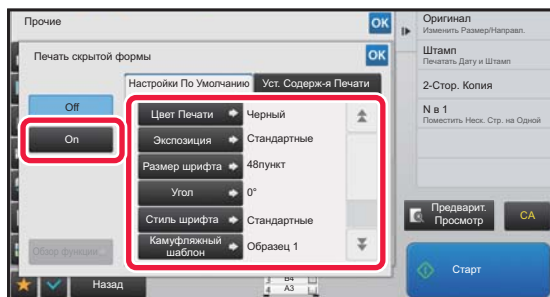 Прочие
OK
Печать скрытой формы
OK
Настройки По Умолчанию
Уст. Содерж-я Печати
Off
On
Цвет Печати
Черный
Экспозиция
Стандартные
Размер шрифта
48пункт
Угол
0°
Стиль шрифта
Стандартные
Камуфляжный
шаблон
Образец 1
Обзор функции
Назад
B4
A3
Оригинал
Изменить Размер/Направл.
Штамп
Печатать Дату и Штамп
2-Стор. Копия
N в 1
Поместить Неск. Стр. на Одной
Предварит.
Просмотр
CA
Старт